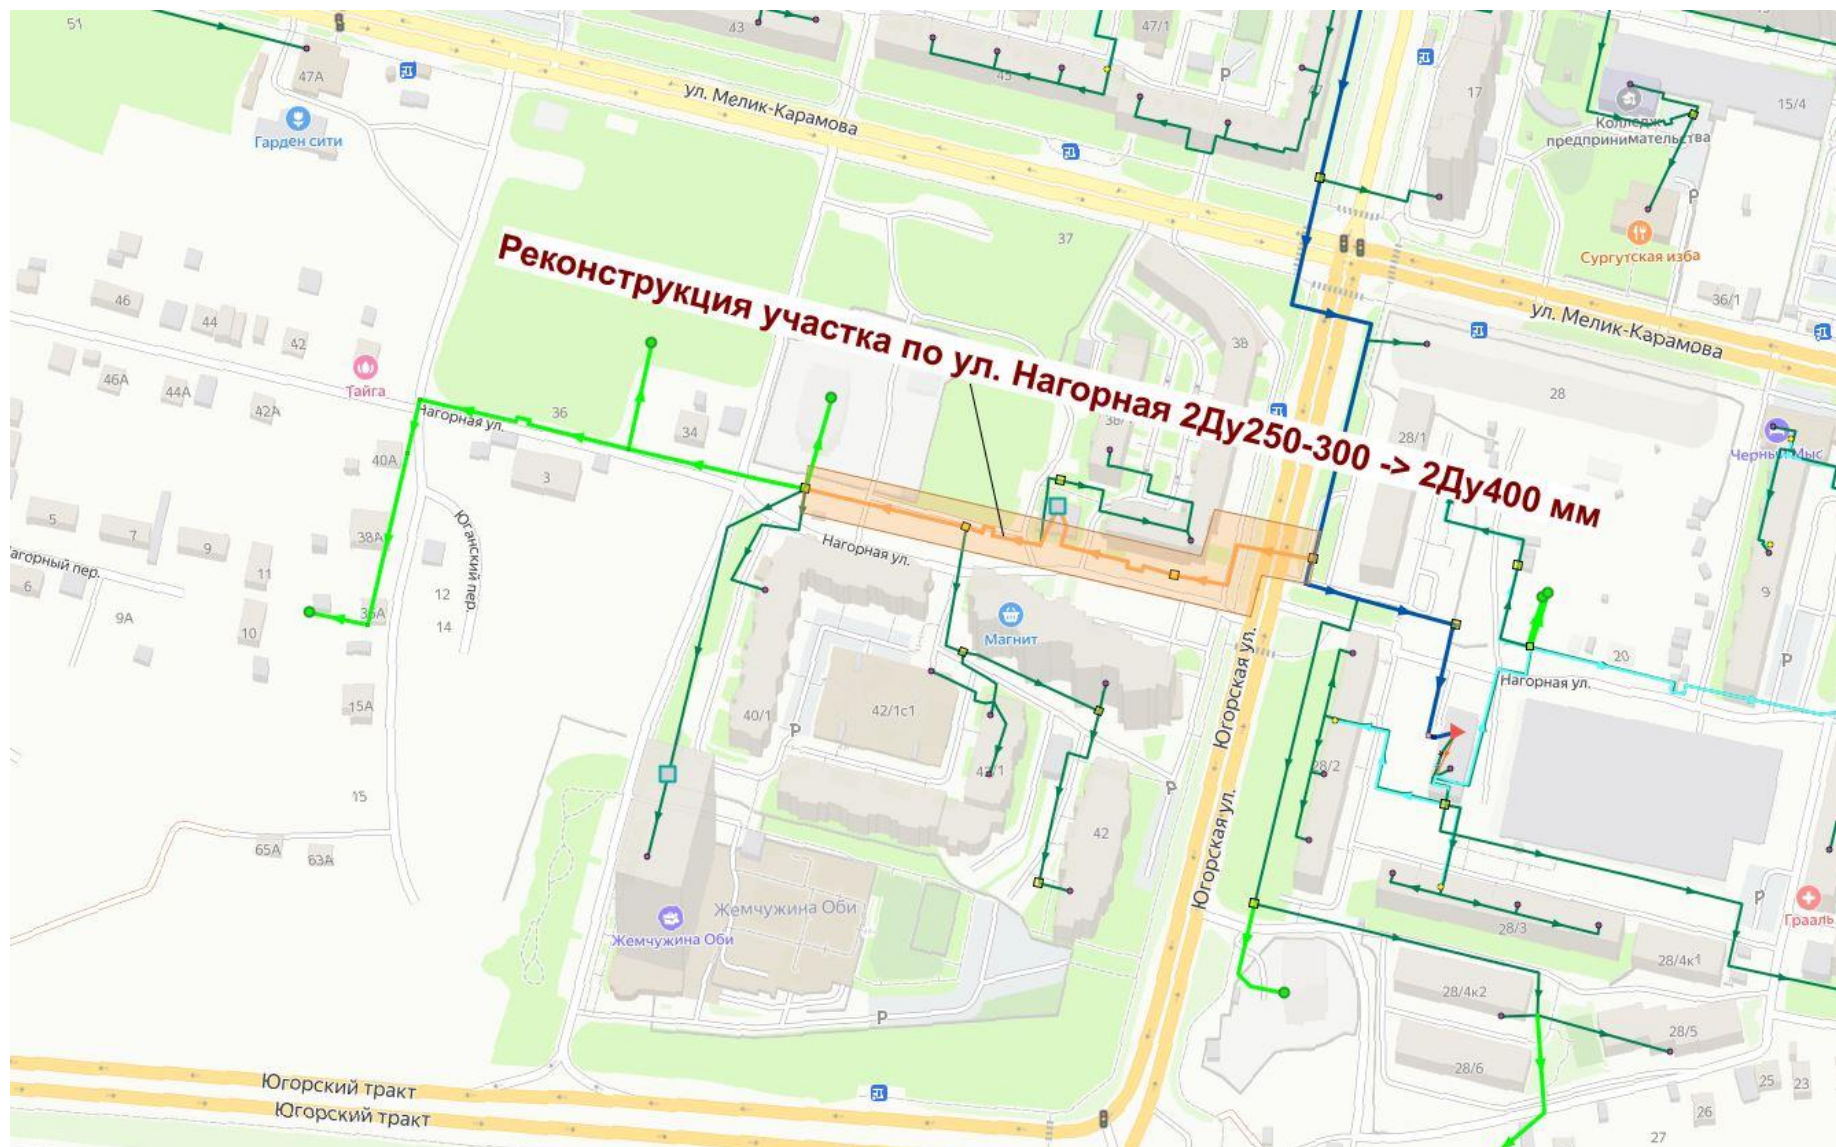 51
47А
43
45
47/1
47
Р
17
15/4
Колледж
предпринимательства
Р
Гарден сити
ул. Мелик-Карамова
37
Сургутская изба
36/1
ул. Мелик-Карамова
Реконструкция участка по ул. Нагорная 2Ду250-300 -> 2Ду400 мм
46
44
42
46А
44А
42А
Тайга
Нагорная ул.
36
34
38
28
28/1
Черный Мыс
40А
3
5
7
9
38А
11
Нагорный пер.
6
9А
10
36А
Юганский пер.
12
14
Нагорная ул.
Магнит
9
20
Р
Нагорная ул.
15А
40/1
42/1с1
Р
Югорская ул.
28/2
15
65А
63А
42
Югорская ул.
Р
Грааль
Жемчужина Оби
Жемчужина Оби
28/3
28/4к1
28/4к2
28/5
28/6
Р
25
23
26
27
Югорский тракт
Югорский тракт